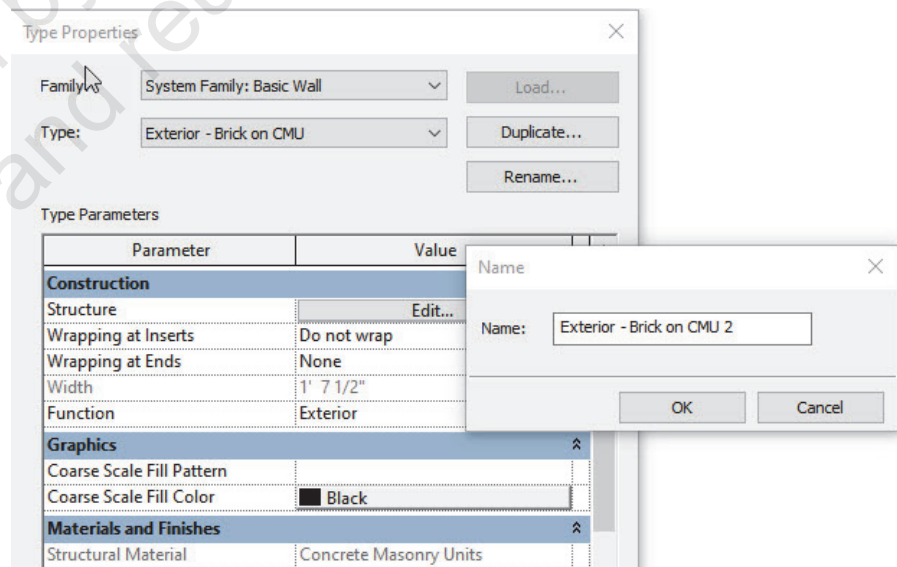 Type Properties
Family: System Family: Basic Wall Load...
Type: Exterior - Brick on CMU Duplicate...
Rename...
Type Parameters
Parameter Value
Construction
Structure Edit...
Wrapping at Inserts Do not wrap
Wrapping at Ends None
Width 1' 7 1/2"
Function Exterior
Graphics
Coarse Scale Fill Pattern
Coarse Scale Fill Color Black
Materials and Finishes
Structural Material Concrete Masonry Units
Name
Name: Exterior - Brick on CMU 2
OK Cancel
by
and